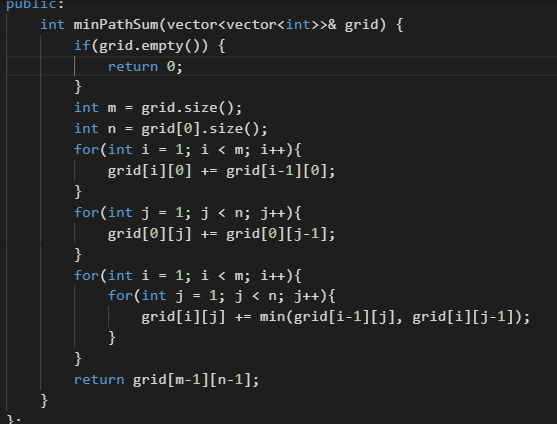 public:
    int minPathSum(vector<vector<int>>& grid) {
        if(grid.empty()) {
            return 0;
        }
        int m = grid.size();
        int n = grid[0].size();
        for(int i = 1; i < m; i++){
            grid[i][0] += grid[i-1][0];
        }
        for(int j = 1; j < n; j++){
            grid[0][j] += grid[0][j-1];
        }
        for(int i = 1; i < m; i++){
            for(int j = 1; j < n; j++){
                grid[i][j] += min(grid[i-1][j], grid[i][j-1]);
            }
        }
        return grid[m-1][n-1];
    }
};